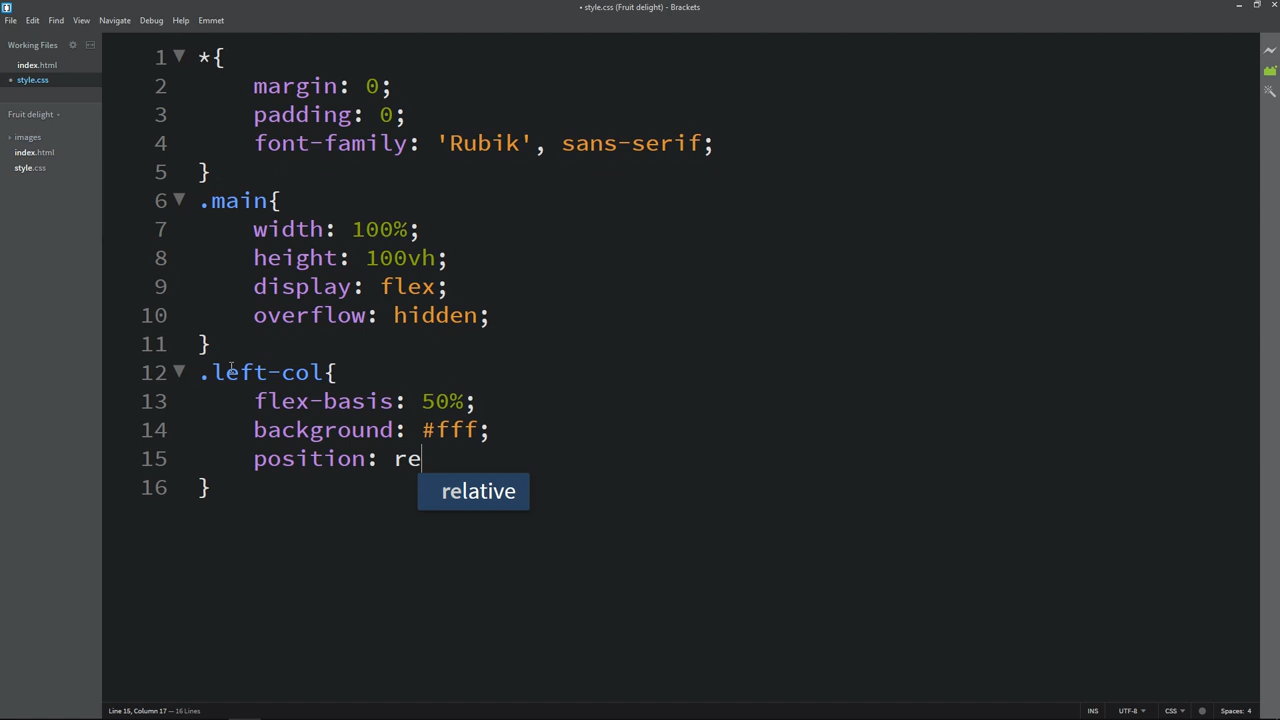 • style.css (Fruit delight) - Brackets
File Edit Find View Navigate Debug Help Emmet
Working Files
index.html
• style.css
Fruit delight
images
index.html
style.css
1 *{
2 margin: 0;
3 padding: 0;
4 font-family: 'Rubik', sans-serif;
5 }
6 .main{
7 width: 100%;
8 height: 100vh;
9 display: flex;
10 overflow: hidden;
11 }
12 .left-col{
13 flex-basis: 50%;
14 background: #fff;
15 position: re
relative
16 }
Line 15, Column 17 — 16 Lines
INS UTF-8 CSS Spaces: 4